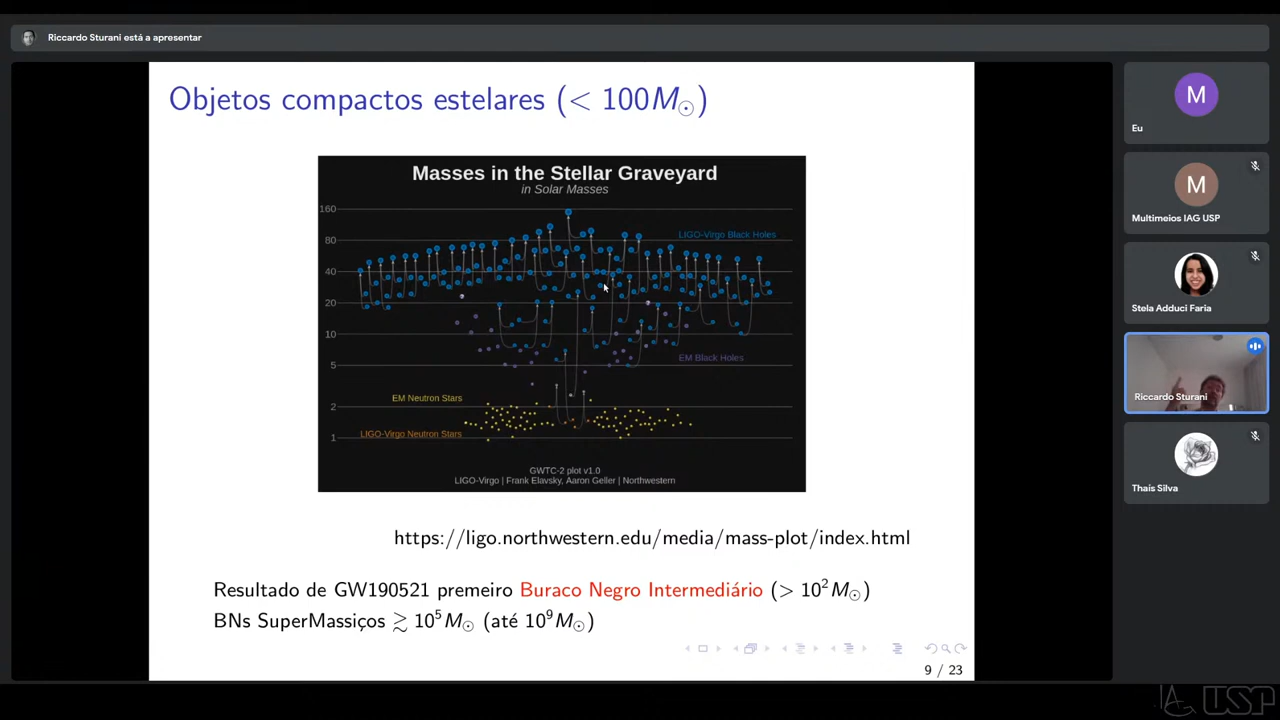 Riccardo Sturani está a apresentar
Objetos compactos estelares (< 100M⊙)
Masses in the Stellar Graveyard
in Solar Masses
160
LIGO-Virgo Black Holes
80
40
20
10
EM Black Holes
5
EM Neutron Stars
2
LIGO-Virgo Neutron Stars
1
GWTC-2 plot v1.0
LIGO-Virgo | Frank Elavsky, Aaron Geller | Northwestern
https://ligo.northwestern.edu/media/mass-plot/index.html
Resultado de GW190521 premeiro Buraco Negro Intermediário (> 10²M⊙)
BNs SuperMassiços ≳ 10⁵M⊙ (até 10⁹M⊙)
9 / 23
M
Eu
M
Multimeios IAG USP
Stela Adduci Faria
Riccardo Sturani
Thaís Silva
USP